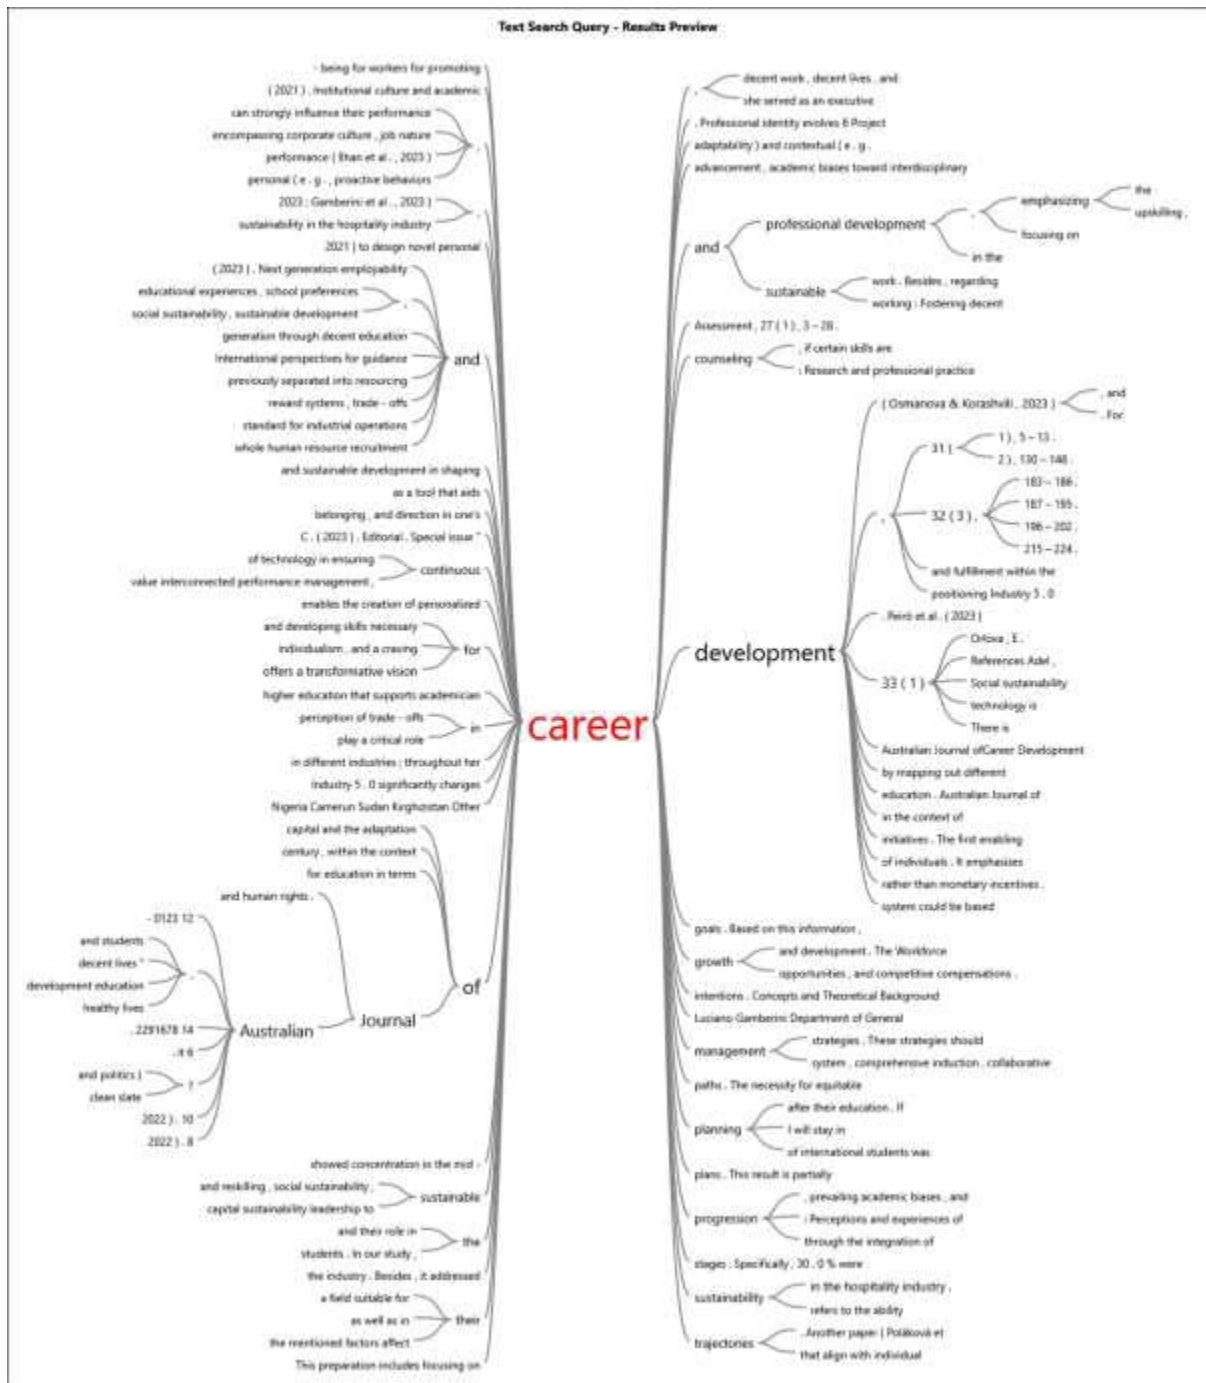 Text Search Query - Results Preview
- being for workers for promoting
( 2021 ) . Institutional culture and academic
can strongly influence their performance
encompassing corporate culture , job nature
performance ( Ilhan et al . , 2023 )
personal ( e . g . , proactive behaviors
,
2023 ; Gamberini et al . , 2023 )
sustainability in the hospitality industry
,
2021 ) to design novel personal
( 2023 ) . Next generation employability
educational experiences , school preferences
social sustainability , sustainable development
,
generation through decent education
International perspectives for guidance
previously separated into resourcing
reward systems , trade - offs
standard for industrial operations
whole human resource recruitment
and
and sustainable development in shaping
as a tool that aids
belonging , and direction in one's
C . ( 2023 ) . Editorial . Special issue "
of technology in ensuring
value interconnected performance management ,
continuous
enables the creation of personalized
and developing skills necessary
individualism , and a craving
offers a transformative vision
for
higher education that supports academician
perception of trade - offs
play a critical role
in
in different industries ; throughout her
Industry 5 . 0 significantly changes
Nigeria Camerun Sudan Kirghizistan Other
capital and the adaptation
century , within the context
for education in terms
and human rights .
- 0123 12
and students
decent lives "
development education
healthy lives
,
. 2291678 14
. it 6
and politics )
clean slate
?
2022 ) . 10
2022 ) . 8
Australian
Journal
of
showed concentration in the mid -
and reskilling , social sustainability ,
capital sustainability leadership to
sustainable
and their role in
students . In our study ,
the
the industry . Besides , it addressed
a field suitable for
as well as in
the mentioned factors affect
their
This preparation includes focusing on
career
,
decent work , decent lives , and
she served as an executive
. Professional identity evolves 6 Project
adaptability ) and contextual ( e . g .
advancement , academic biases toward interdisciplinary
and
professional development
,
emphasizing
the
upskilling ,
focusing on
in the
sustainable
work . Besides , regarding
working : Fostering decent
Assessment , 27 ( 1 ) , 3 – 28 .
counseling
, if certain skills are
: Research and professional practice
development
( Osmanova & Korashvili , 2023 )
, and
. For
,
31 (
1 ) , 5 – 13 .
2 ) , 130 – 148 .
32 ( 3 ) ,
183 – 186 .
187 – 195 .
196 – 202 .
215 – 224 .
and fulfillment within the
positioning Industry 5 . 0
. Peiró et al . ( 2023 )
33 ( 1 )
Orlova , E .
References Adel ,
Social sustainability
technology is
There is
Australian Journal ofCareer Development
by mapping out different
education . Australian Journal of
in the context of
initiatives . The first enabling
of individuals . It emphasizes
rather than monetary incentives .
system could be based
goals . Based on this information ,
growth
and development . The Workforce
opportunities , and competitive compensations .
intentions . Concepts and Theoretical Background
Luciano Gamberini Department of General
management
strategies . These strategies should
system , comprehensive induction , collaborative
paths . The necessity for equitable
planning
after their education . If
I will stay in
of international students was
plans . This result is partially
progression
, prevailing academic biases , and
: Perceptions and experiences of
through the integration of
stages . Specifically , 30 . 0 % were
sustainability
in the hospitality industry ,
refers to the ability
trajectories
. Another paper ( Poláková et
that align with individual